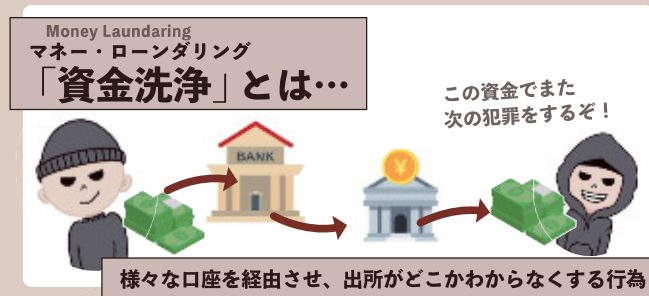 Money Laundaring
マネー・ローンダリング
「資金洗浄」とは…
この資金でまた
次の犯罪をするぞ！
BANK
¥
様々な口座を経由させ、出所がどこかわからなくする行為